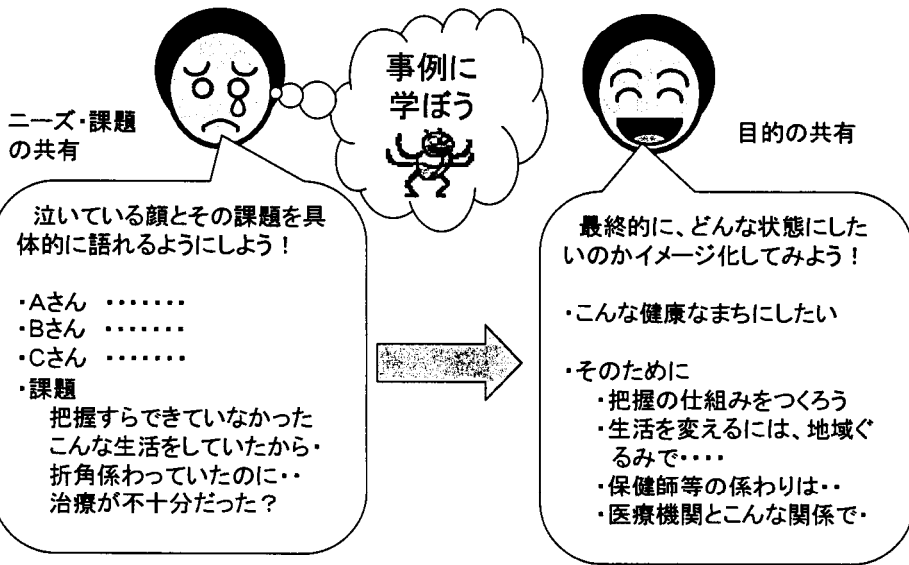 事例に
学ぼう
ニーズ・課題
の共有
目的の共有
泣いている顔とその課題を具
体的に語れるようにしよう！
・Aさん ・・・・・・・
・Bさん ・・・・・・・
・Cさん ・・・・・・・
・課題
把握すらできていなかった
こんな生活をしていたから・
折角係わっていたのに・・
治療が不十分だった？
最終的に、どんな状態にした
いのかイメージ化してみよう！
・こんな健康なまちにしたい
・そのために
・把握の仕組みをつくろう
・生活を変えるには、地域ぐ
るみで・・・・
・保健師等の係わりは・・
・医療機関とこんな関係で・